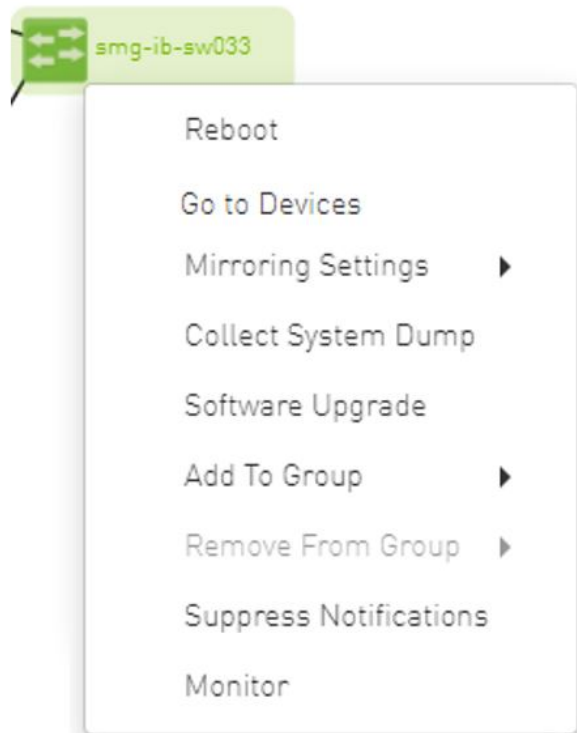 smg-ib-sw033
Reboot
Go to Devices
Mirroring Settings
Collect System Dump
Software Upgrade
Add To Group
Remove From Group
Suppress Notifications
Monitor